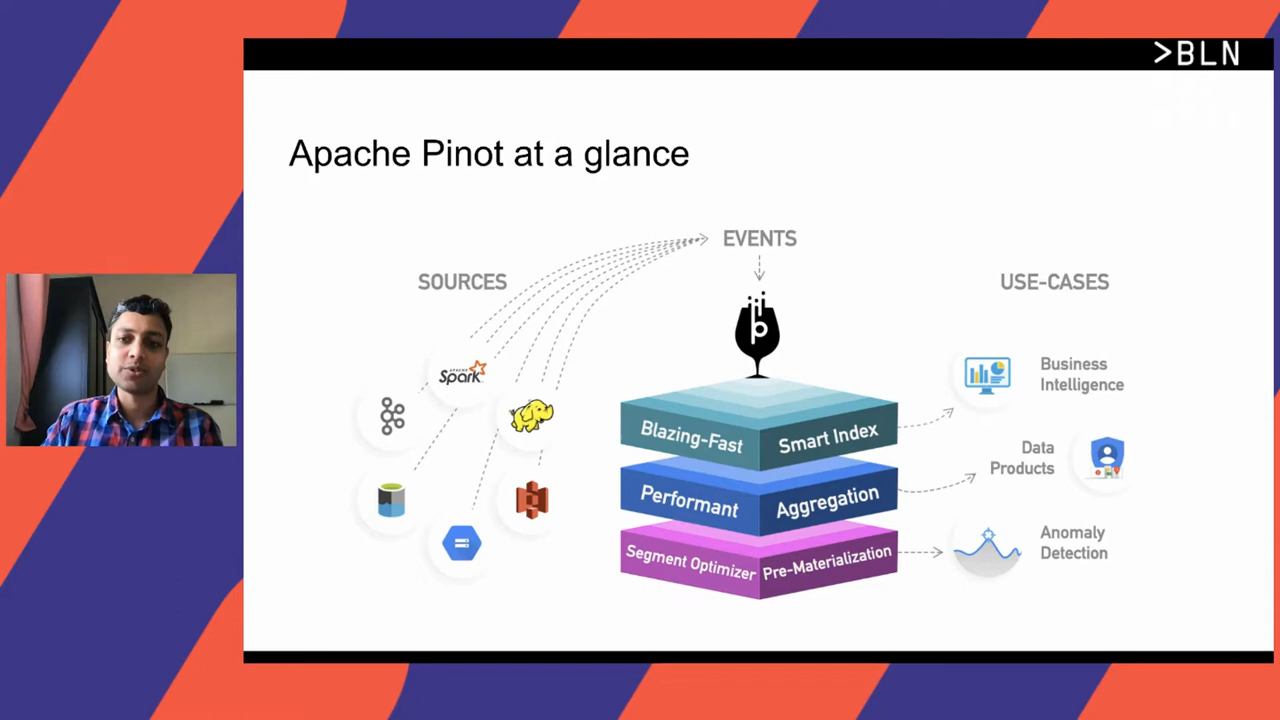 >BLN
Apache Pinot at a glance
EVENTS
SOURCES
USE-CASES
APACHE
Spark
p
Blazing-Fast
Smart Index
Performant
Aggregation
Segment Optimizer
Pre-Materialization
Business
Intelligence
Data
Products
Anomaly
Detection